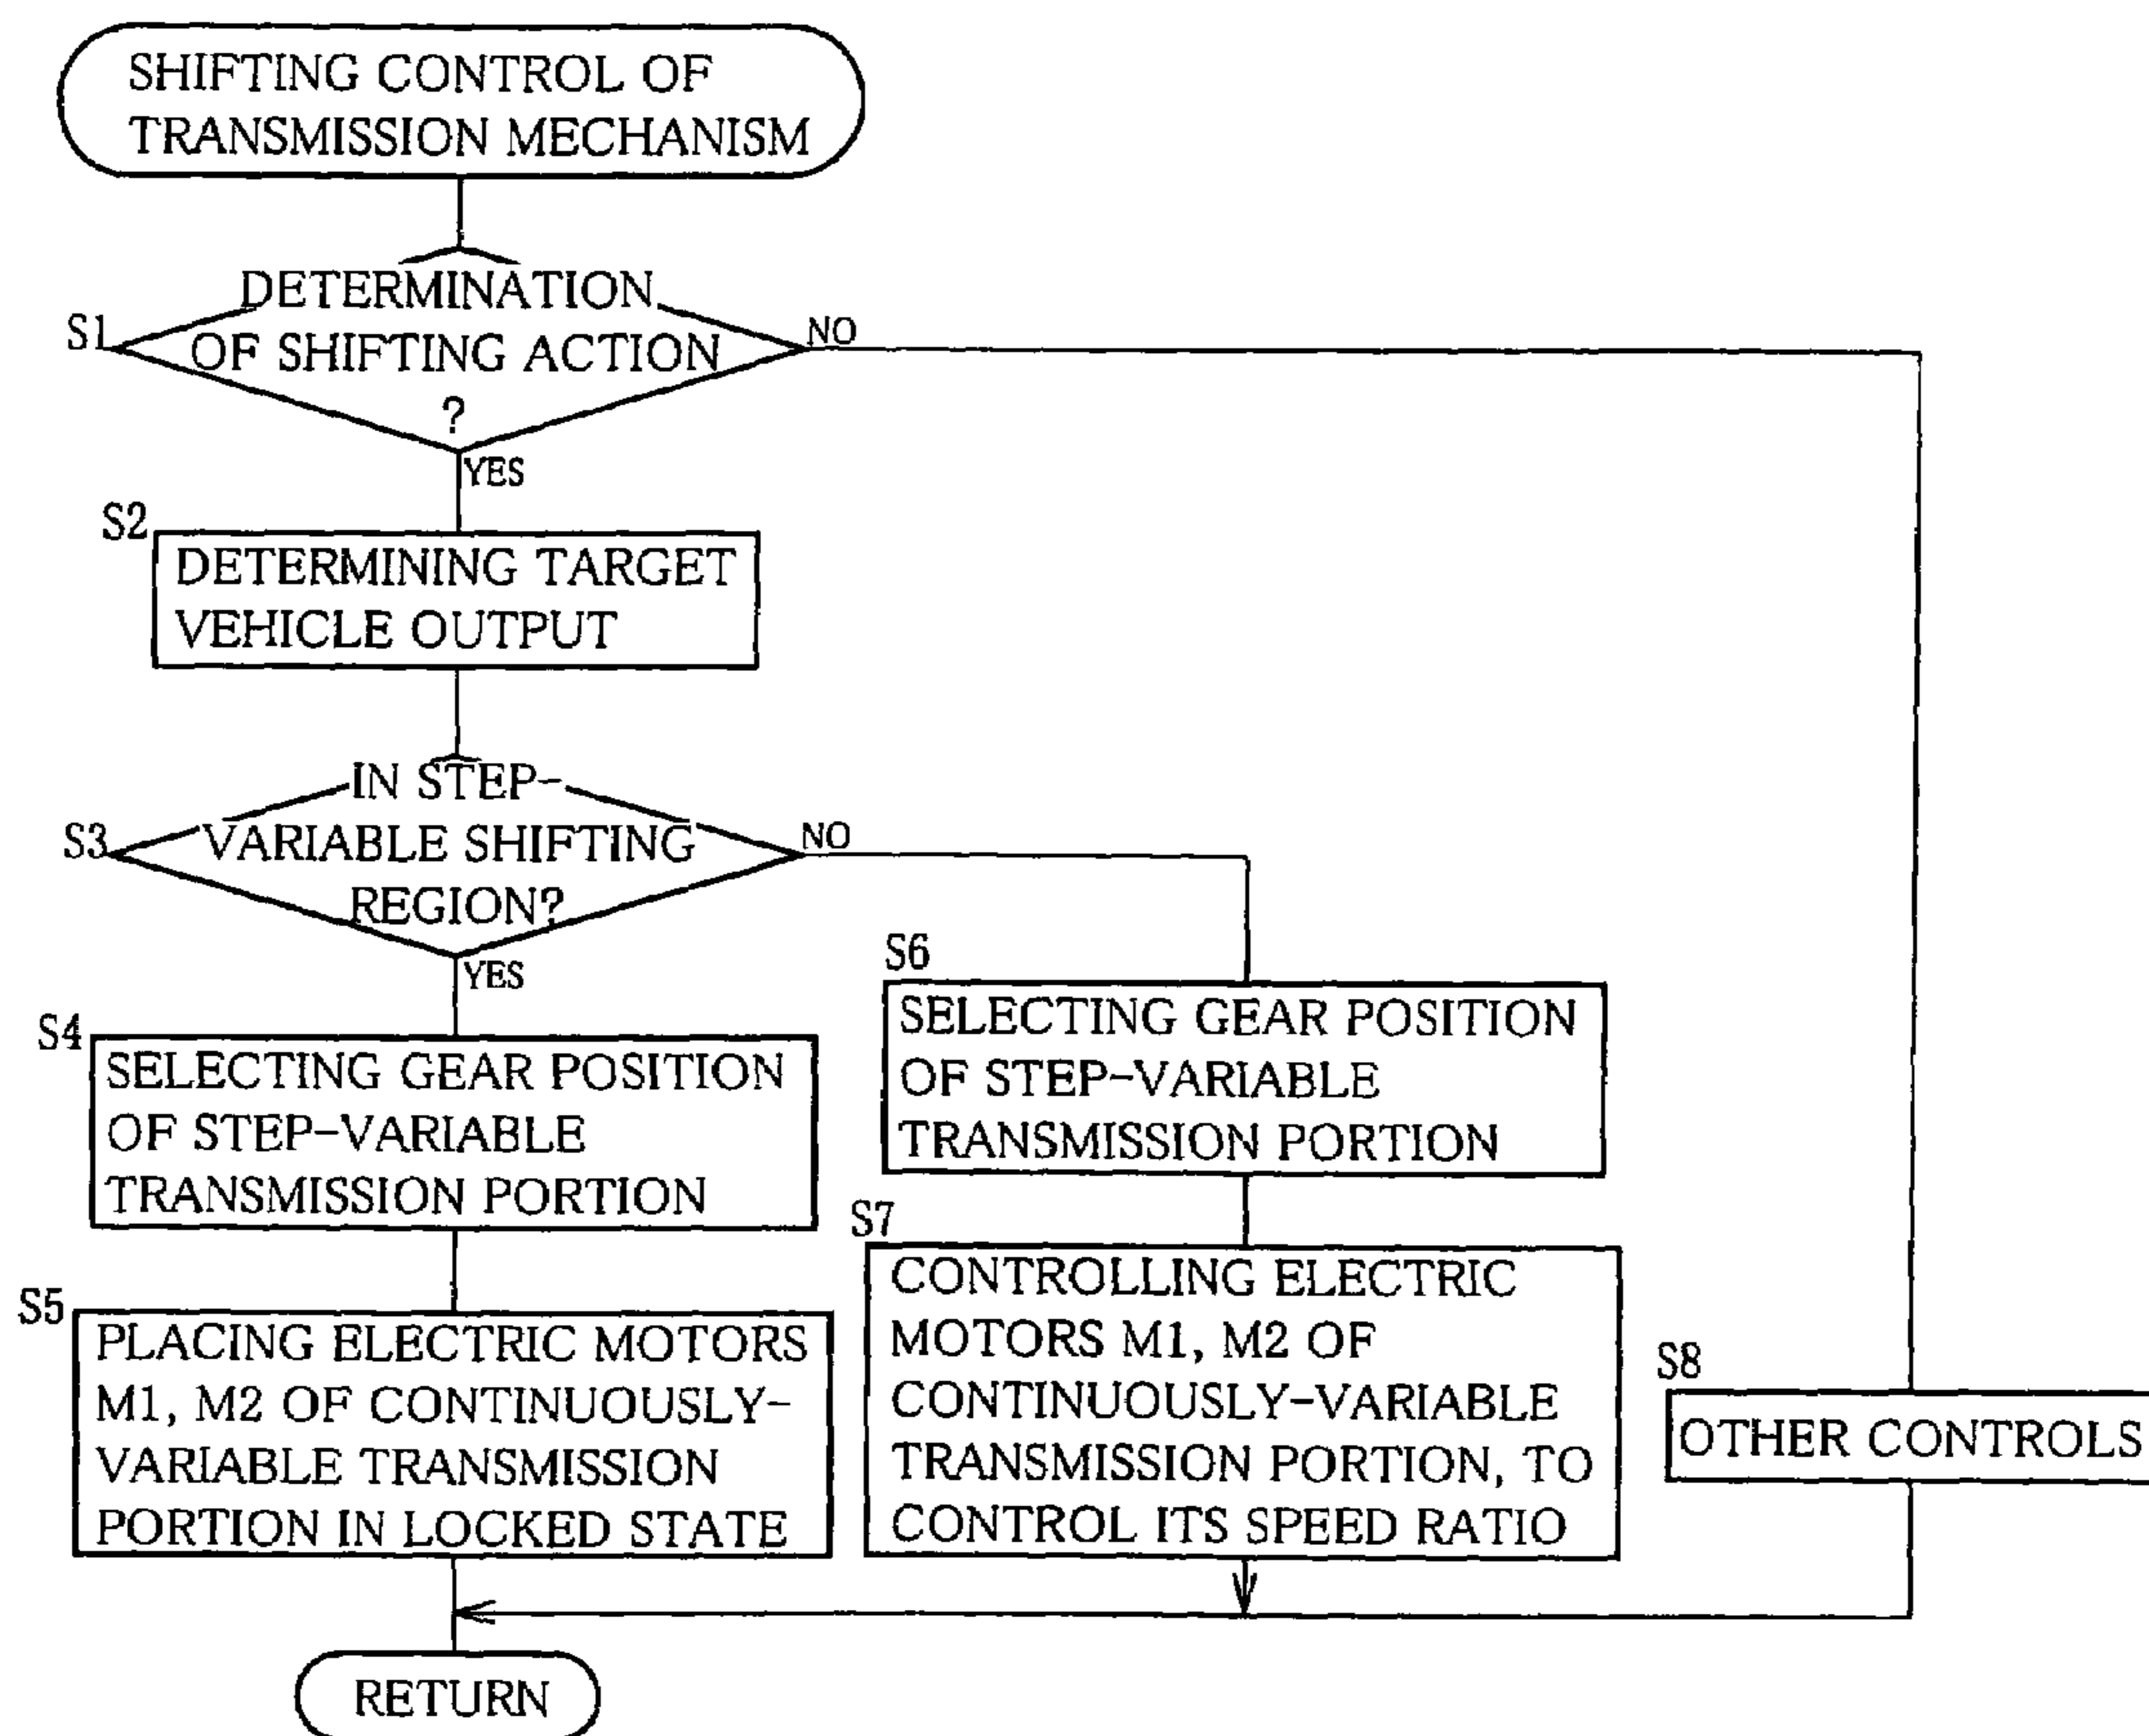 SHIFTING CONTROL OF
TRANSMISSION MECHANISM
S1
DETERMINATION
OF SHIFTING ACTION
?
NO
YES
S2
DETERMINING TARGET
VEHICLE OUTPUT
S3
IN STEP-
VARIABLE SHIFTING
REGION?
NO
YES
S4
SELECTING GEAR POSITION
OF STEP-VARIABLE
TRANSMISSION PORTION
S5
PLACING ELECTRIC MOTORS
M1, M2 OF CONTINUOUSLY-
VARIABLE TRANSMISSION
PORTION IN LOCKED STATE
S6
SELECTING GEAR POSITION
OF STEP-VARIABLE
TRANSMISSION PORTION
S7
CONTROLLING ELECTRIC
MOTORS M1, M2 OF
CONTINUOUSLY-VARIABLE
TRANSMISSION PORTION, TO
CONTROL ITS SPEED RATIO
S8
OTHER CONTROLS
RETURN